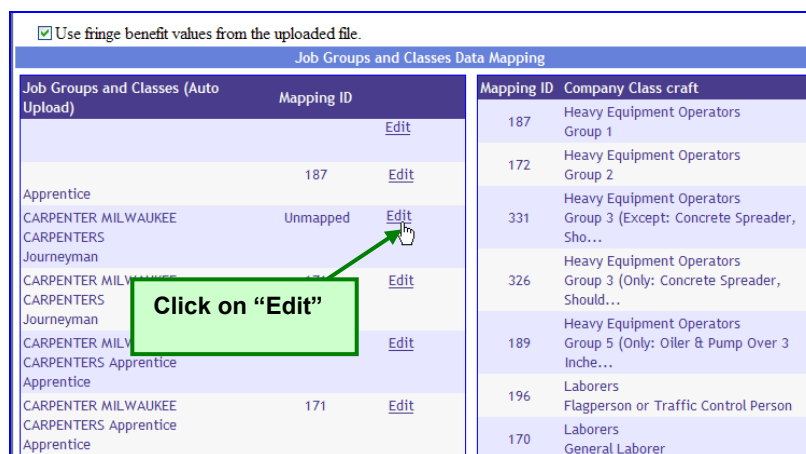 Use fringe benefit values from the uploaded file.
Job Groups and Classes Data Mapping
Job Groups and Classes (Auto
Upload)
Mapping ID
Edit
187
Edit
Apprentice
CARPENTER MILWAUKEE
Unmapped
Edit
CARPENTERS
Journeyman
CARPENTER
Edit
CARPENTERS
Journeyman
Click on “Edit”
CARPENTER
Edit
CARPENTERS Apprentice
Apprentice
CARPENTER MILWAUKEE
171
Edit
CARPENTERS Apprentice
Apprentice
Mapping ID
Company Class craft
187
Heavy Equipment Operators
Group 1
172
Heavy Equipment Operators
Group 2
331
Heavy Equipment Operators
Group 3 (Except: Concrete Spreader,
Sho...
326
Heavy Equipment Operators
Group 3 (Only: Concrete Spreader,
Should...
189
Heavy Equipment Operators
Group 5 (Only: Oiler & Pump Over 3
Inche...
196
Laborers
Flagperson or Traffic Control Person
170
Laborers
General Laborer